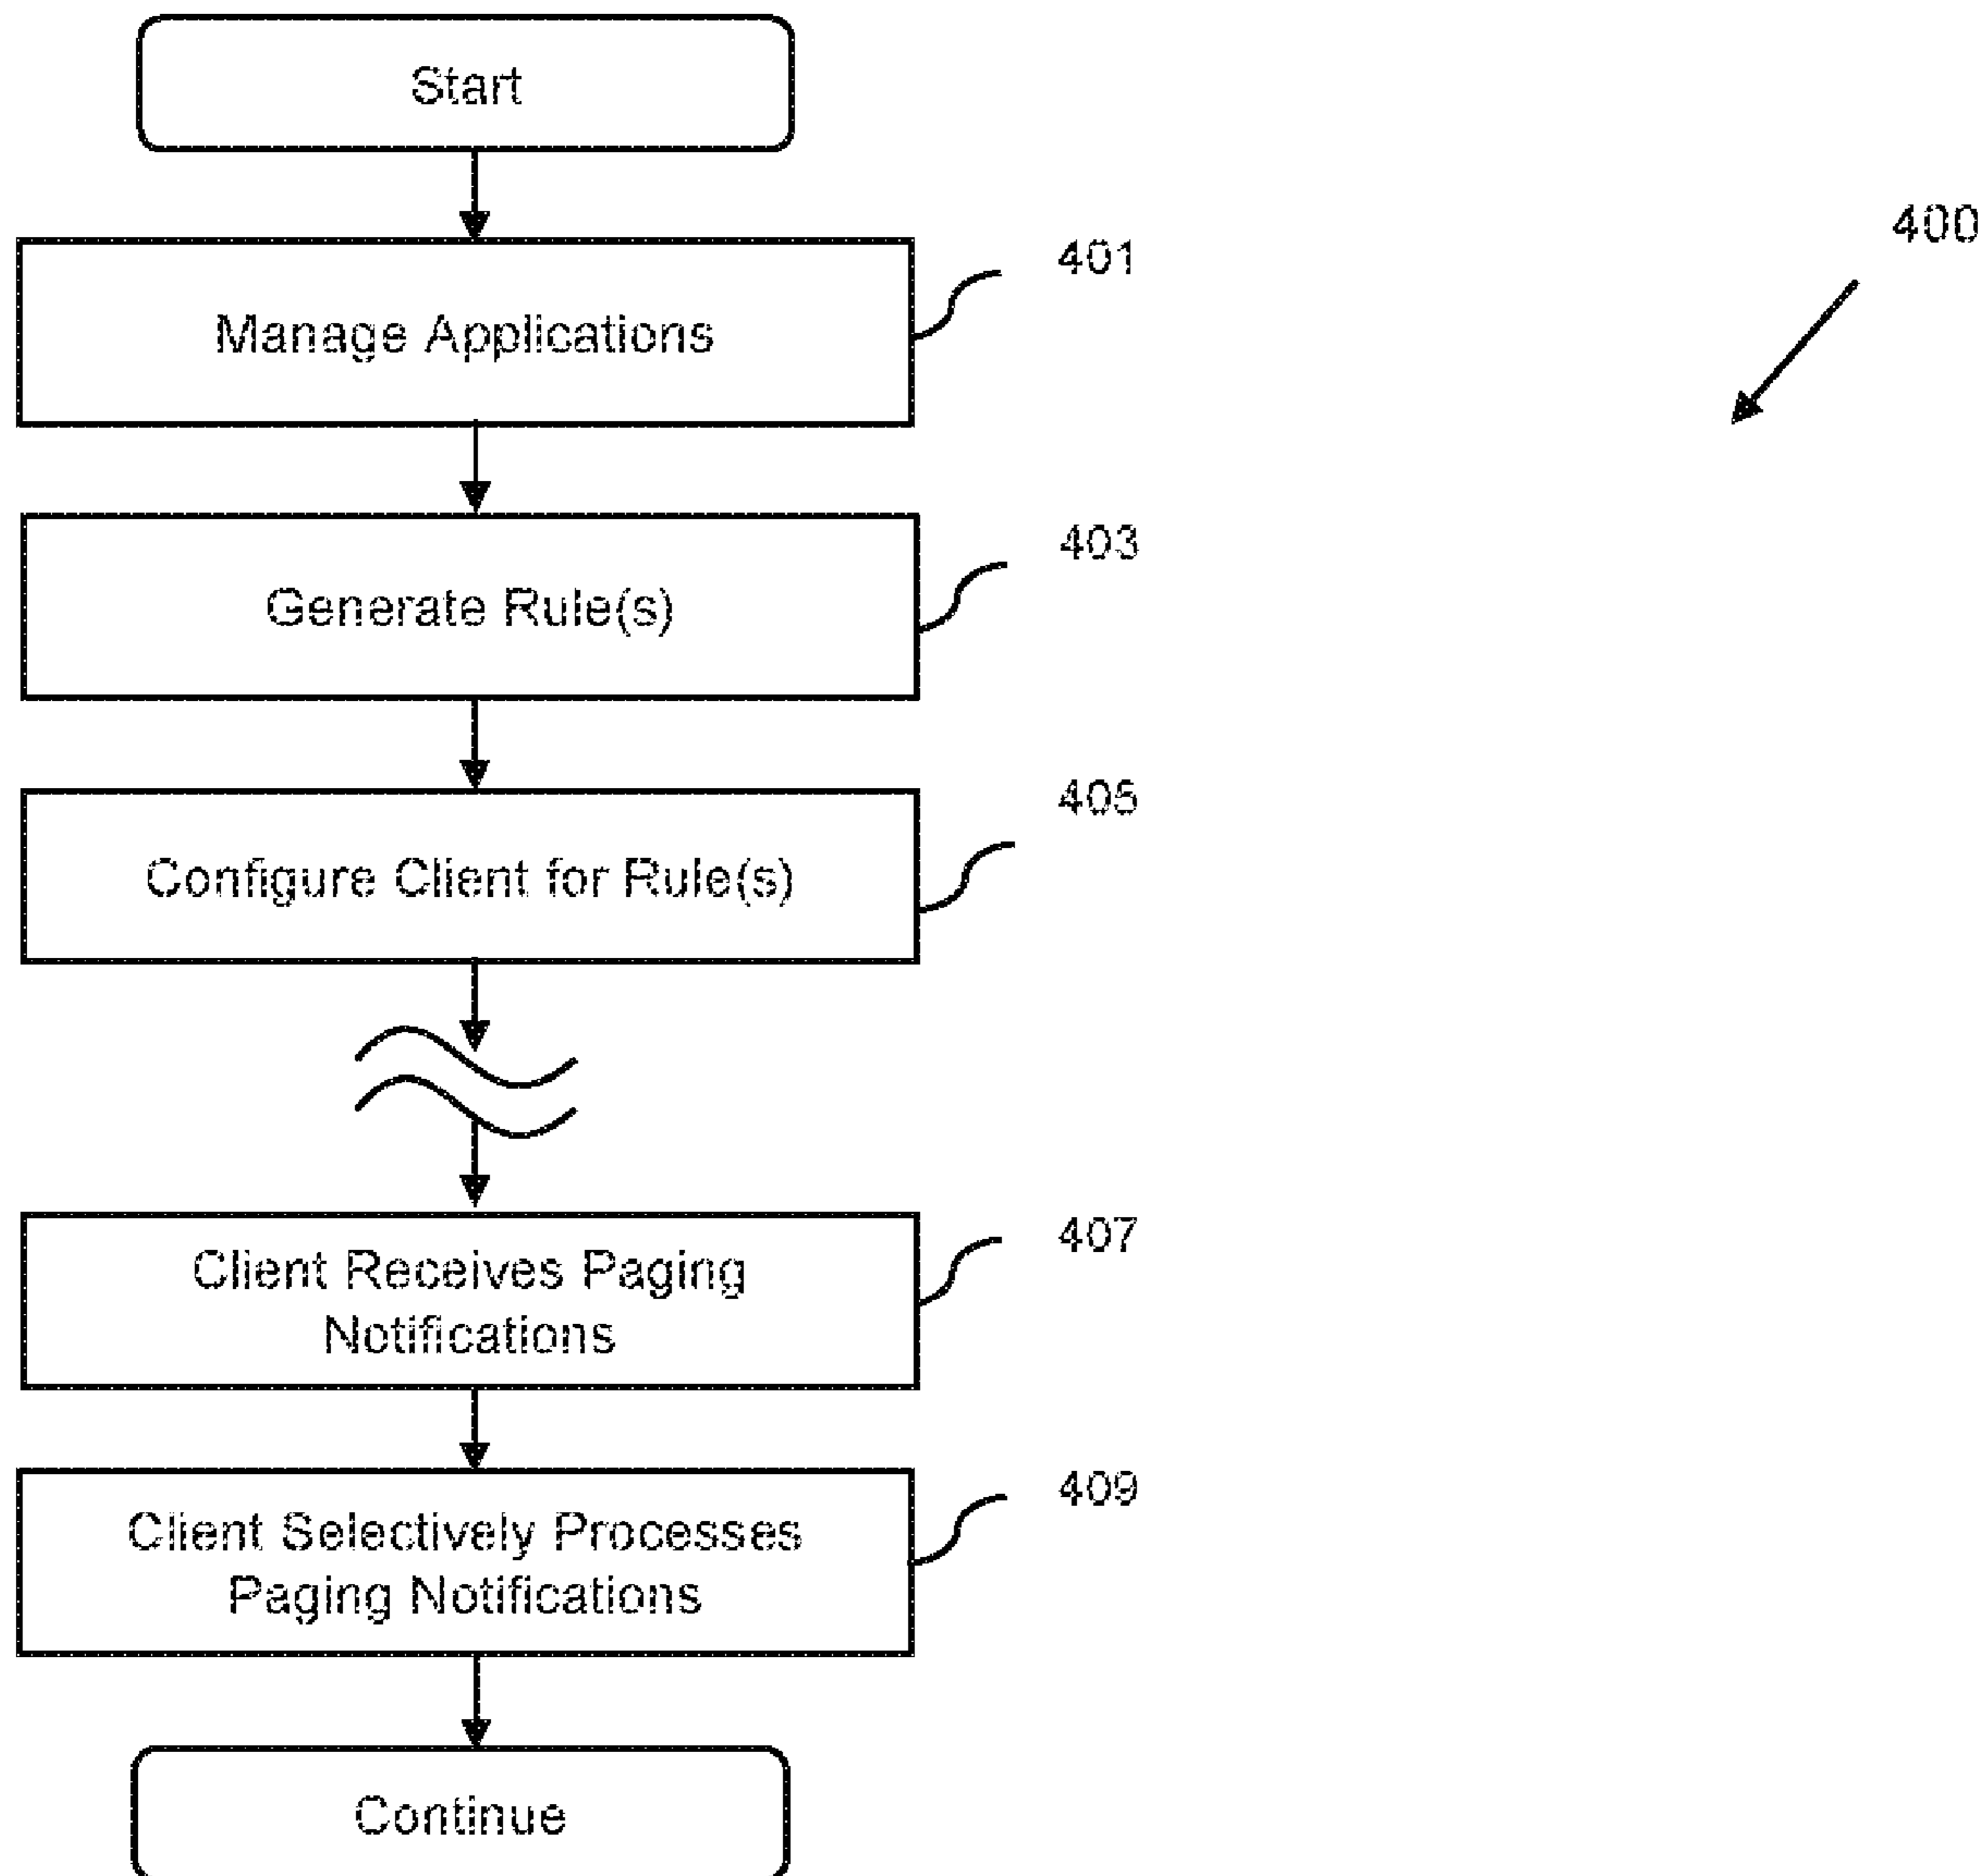 Start
400
401
Manage Applications
403
Generate Rule(s)
405
Configure Client for Rule(s)
407
Client Receives Paging
Notifications
409
Client Selectively Processes
Paging Notifications
Continue